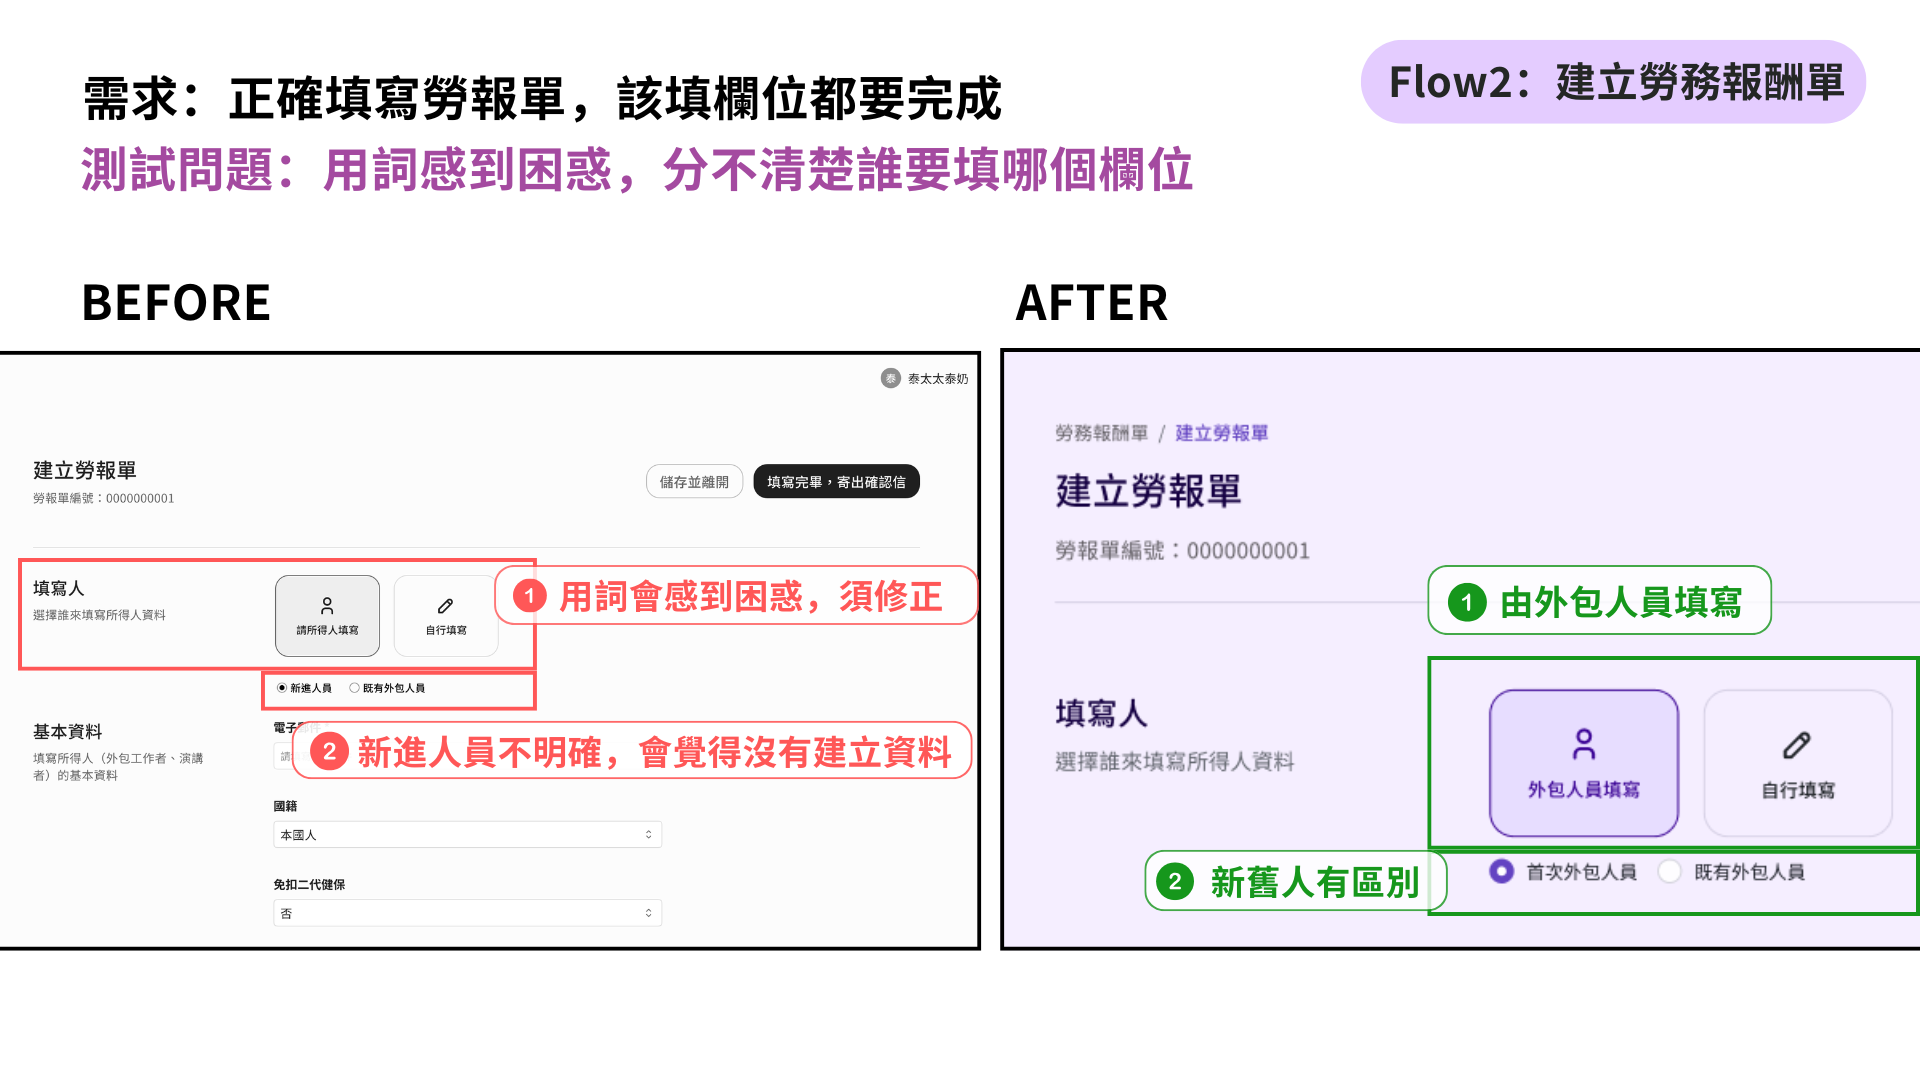 需求：正確填寫勞報單，該填欄位都要完成
Flow2：建立勞務報酬單
測試問題：用詞感到困惑，分不清楚誰要填哪個欄位
BEFORE
AFTER
泰 泰太太泰奶
建立勞報單
勞報單編號：0000000001
儲存並離開
填寫完畢，寄出確認信
填寫人
選擇誰來填寫所得人資料
請所得人填寫
自行填寫
1 用詞會感到困惑，須修正
新進人員
既有外包人員
基本資料
填寫所得人（外包工作者、演講
者）的基本資料
電子
請
2 新進人員不明確，會覺得沒有建立資料
國籍
本國人
免扣二代健保
否
勞務報酬單 / 建立勞報單
建立勞報單
勞報單編號：0000000001
1 由外包人員填寫
填寫人
選擇誰來填寫所得人資料
外包人員填寫
自行填寫
2 新舊人有區別
首次外包人員
既有外包人員